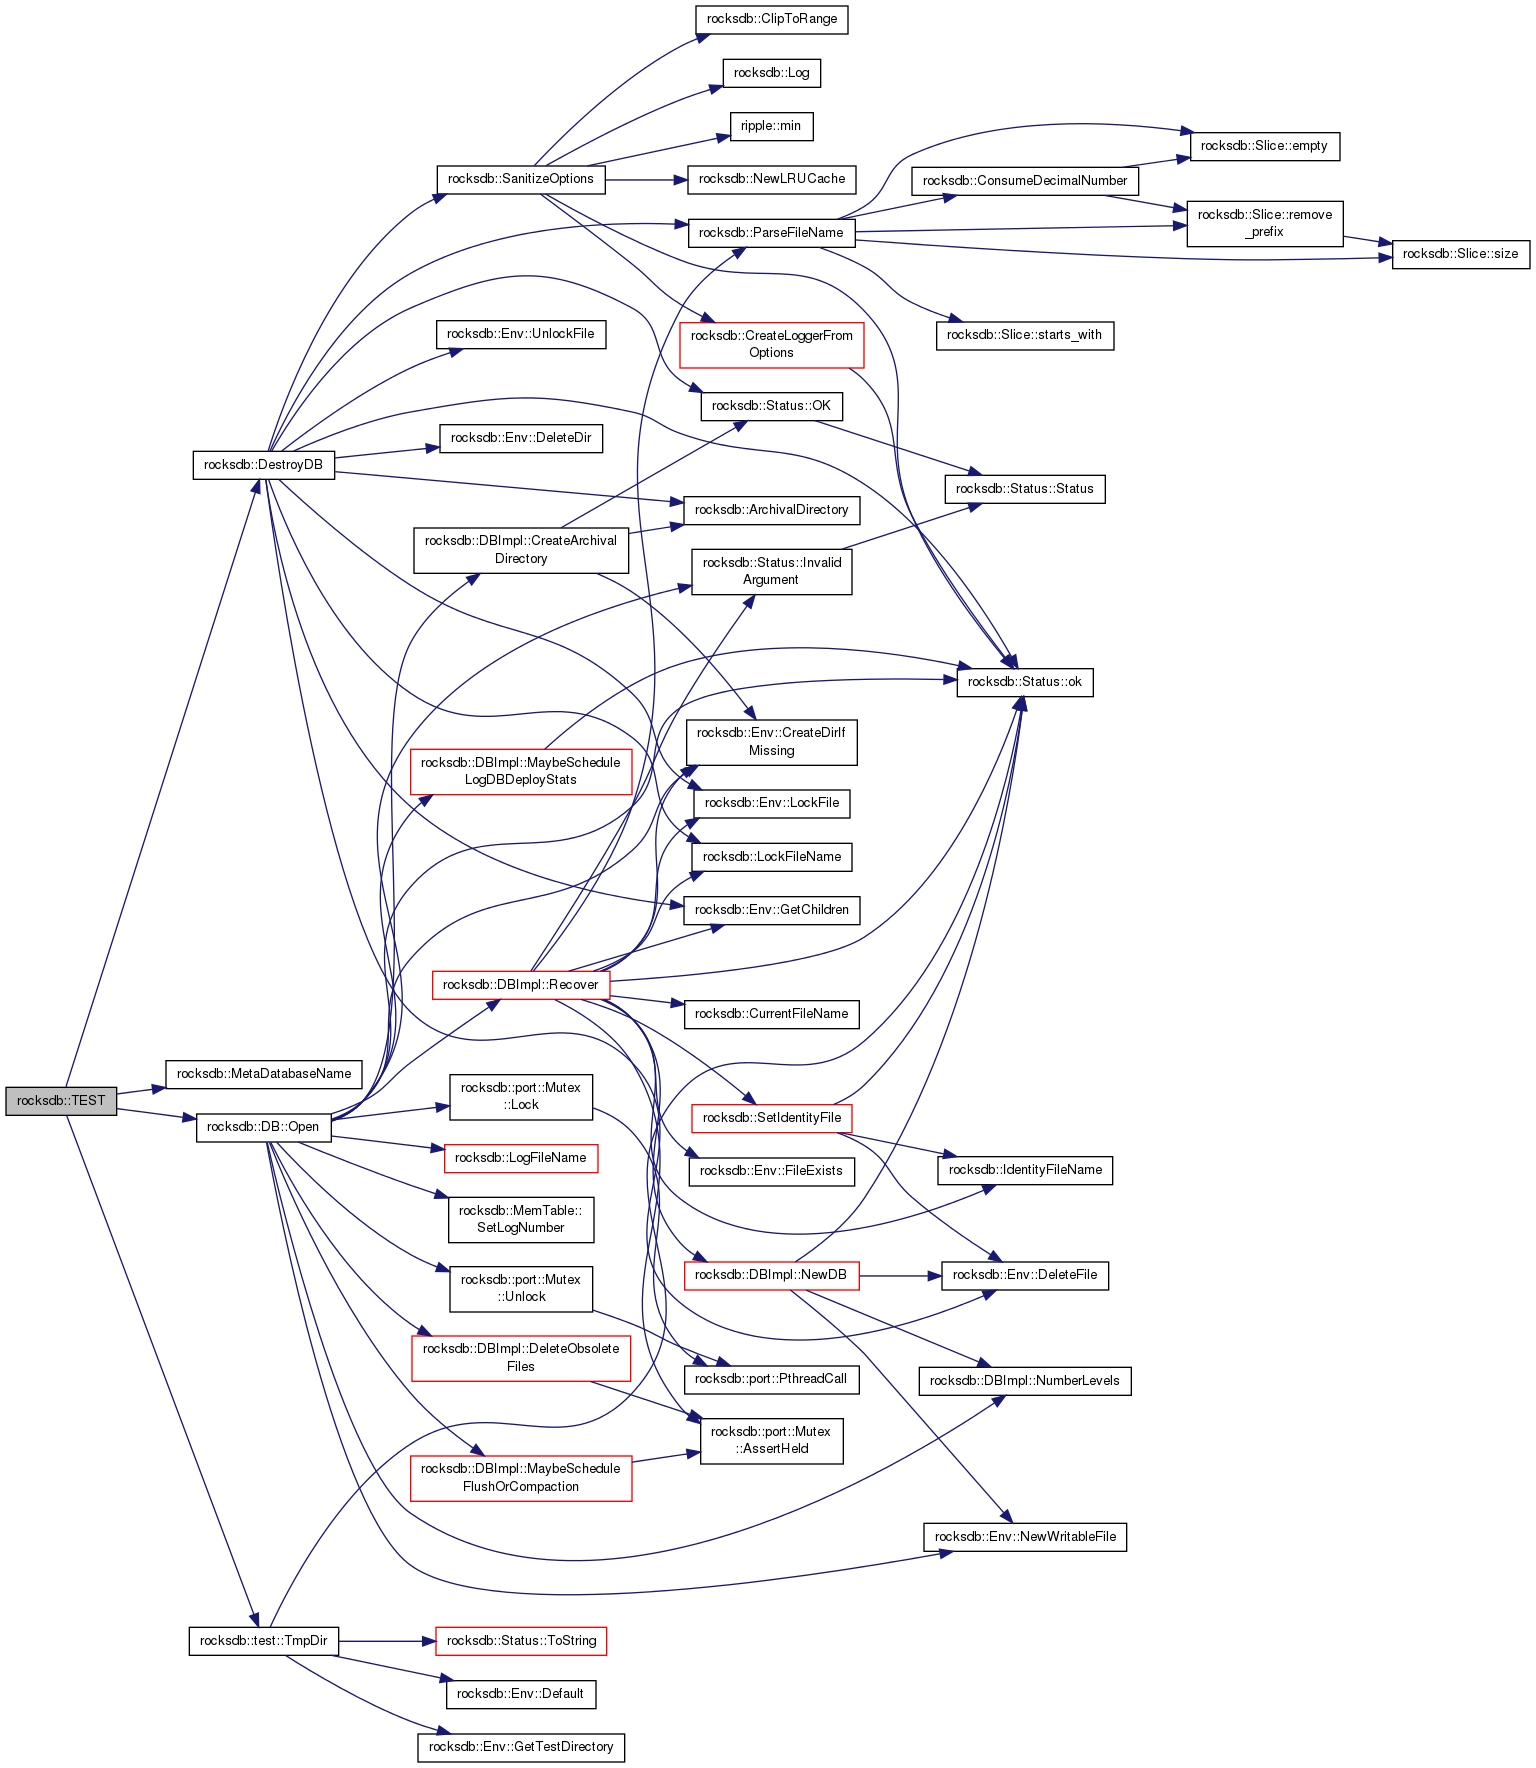 rocksdb::ClipToRange
rocksdb::Log
ripple::min
rocksdb::Slice::empty
rocksdb::SanitizeOptions
rocksdb::NewLRUCache
rocksdb::ConsumeDecimalNumber
rocksdb::Slice::remove
_prefix
rocksdb::ParseFileName
rocksdb::Slice::size
rocksdb::Env::UnlockFile
rocksdb::CreateLoggerFrom
Options
rocksdb::Slice::starts_with
rocksdb::Status::OK
rocksdb::Env::DeleteDir
rocksdb::DestroyDB
rocksdb::Status::Status
rocksdb::ArchivalDirectory
rocksdb::DBImpl::CreateArchival
Directory
rocksdb::Status::Invalid
Argument
rocksdb::Status::ok
rocksdb::Env::CreateDirIf
Missing
rocksdb::DBImpl::MaybeSchedule
LogDBDeployStats
rocksdb::Env::LockFile
rocksdb::LockFileName
rocksdb::Env::GetChildren
rocksdb::DBImpl::Recover
rocksdb::CurrentFileName
rocksdb::MetaDatabaseName
rocksdb::TEST
rocksdb::port::Mutex
::Lock
rocksdb::SetIdentityFile
rocksdb::DB::Open
rocksdb::LogFileName
rocksdb::Env::FileExists
rocksdb::IdentityFileName
rocksdb::MemTable::
SetLogNumber
rocksdb::port::Mutex
::Unlock
rocksdb::DBImpl::NewDB
rocksdb::Env::DeleteFile
rocksdb::DBImpl::DeleteObsolete
Files
rocksdb::port::PthreadCall
rocksdb::DBImpl::NumberLevels
rocksdb::port::Mutex
::AssertHeld
rocksdb::DBImpl::MaybeSchedule
FlushOrCompaction
rocksdb::Env::NewWritableFile
rocksdb::test::TmpDir
rocksdb::Status::ToString
rocksdb::Env::Default
rocksdb::Env::GetTestDirectory